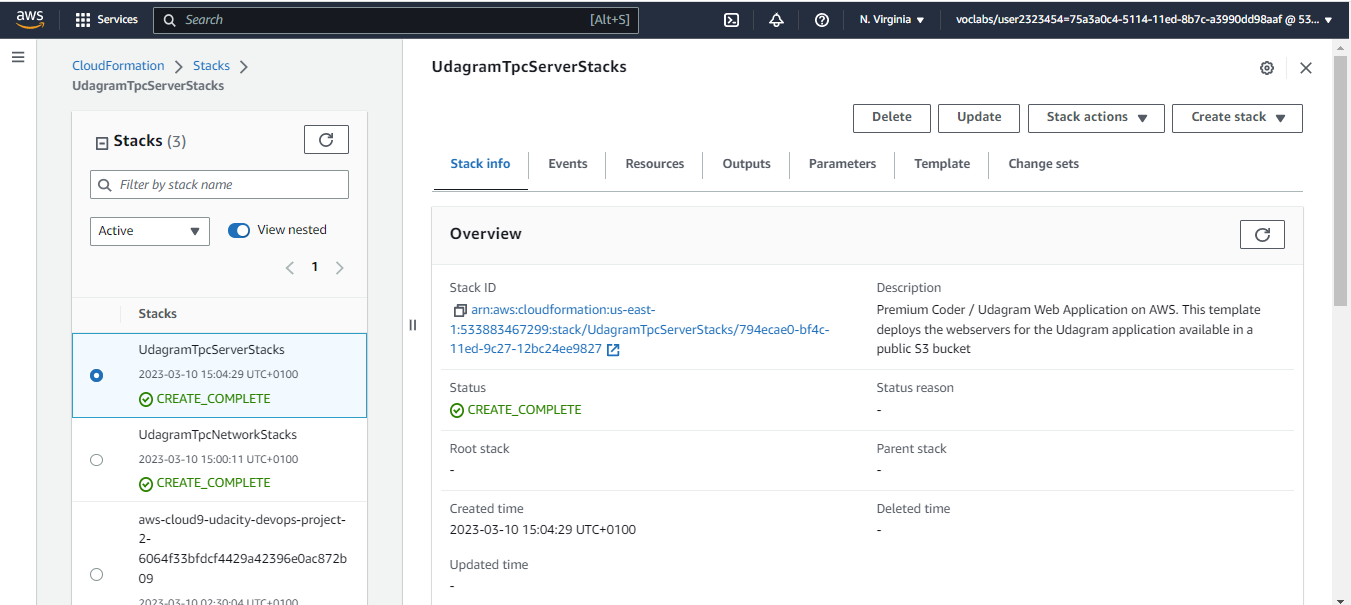 aws
Services
Search
[Alt+S]
N. Virginia
voclabs/user2323454=75a3a0c4-5114-11ed-8b7c-a3990dd98aaf @ 53...
CloudFormation
Stacks
UdagramTpcServerStacks
Stacks (3)
Filter by stack name
Active
View nested
1
Stacks
UdagramTpcServerStacks
2023-03-10 15:04:29 UTC+0100
CREATE_COMPLETE
UdagramTpcNetworkStacks
2023-03-10 15:00:11 UTC+0100
CREATE_COMPLETE
aws-cloud9-udacity-devops-project-
2-
6064f33bfdcf4429a42396e0ac872b
09
2023-03-10 02:30:04 UTC+0100
UdagramTpcServerStacks
Delete
Update
Stack actions
Create stack
Stack info
Events
Resources
Outputs
Parameters
Template
Change sets
Overview
Stack ID
arn:aws:cloudformation:us-east-
1:533883467299:stack/UdagramTpcServerStacks/794ecae0-bf4c-
11ed-9c27-12bc24ee9827
Description
Premium Coder / Udagram Web Application on AWS. This template
deploys the webservers for the Udagram application available in a
public S3 bucket
Status
CREATE_COMPLETE
Status reason
-
Root stack
-
Parent stack
-
Created time
2023-03-10 15:04:29 UTC+0100
Deleted time
-
Updated time
-